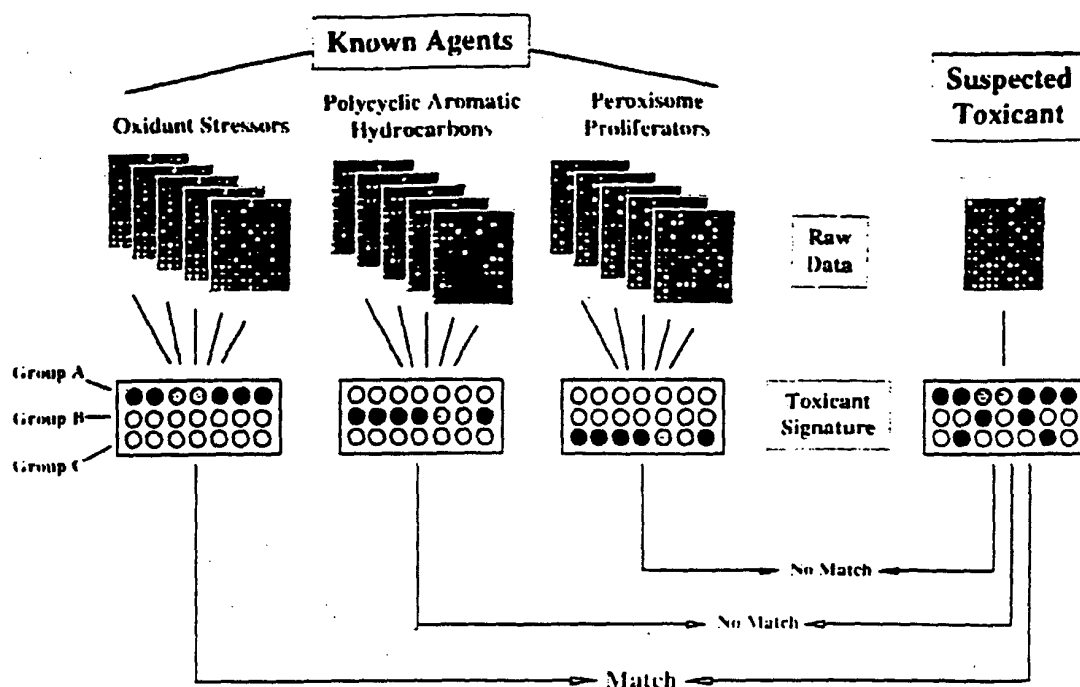 Known Agents
Suspected
Toxicant
Oxidant Stressors
Polycyclic Aromatic
Hydrocarbons
Peroxisome
Proliferators
Raw
Data
Group A
Group B
Group C
Toxicant
Signature
No Match
No Match
Match